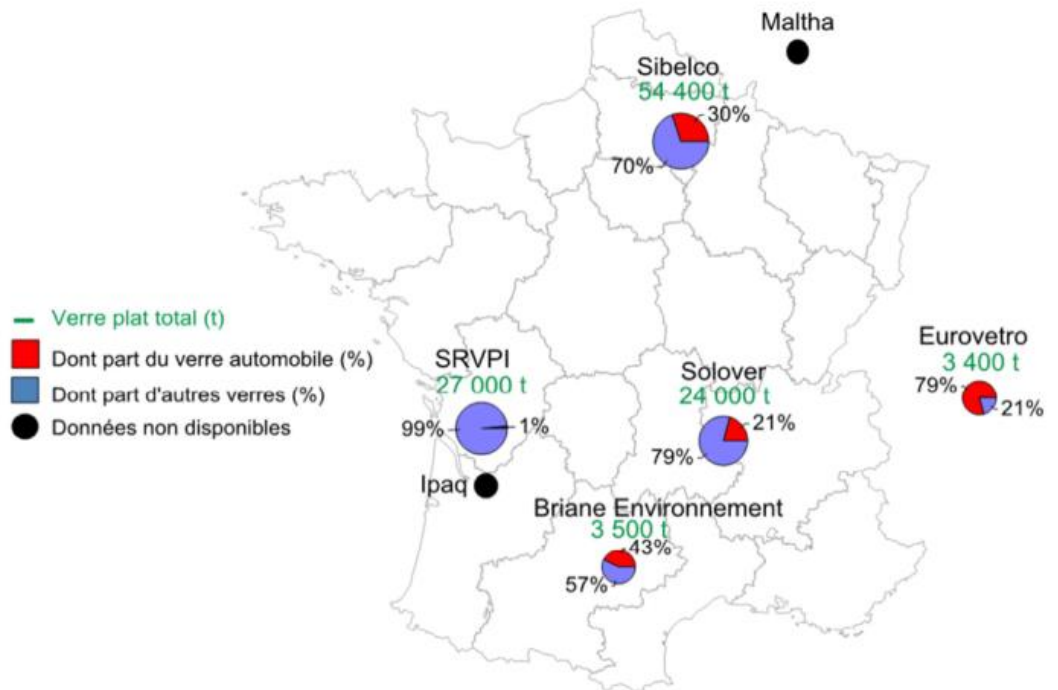 Maltha
Sibelco
54 400 t
30%
70%
Verre plat total (t)
Dont part du verre automobile (%)
Dont part d'autres verres (%)
Données non disponibles
SRVPI
27 000 t
99%
1%
Ipaq
Solover
24 000 t
21%
79%
Eurovetro
3 400 t
79%
21%
Briane Environnement
3 500 t
43%
57%